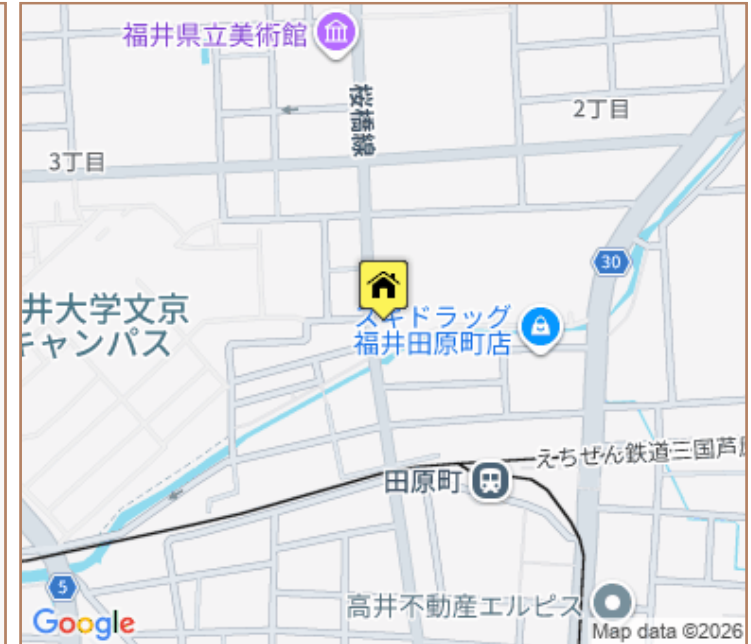 福井県立美術館
桜橋線
2丁目
3丁目
30
井大学文京
キャンパス
スギドラッグ
福井田原町店
えちぜん鉄道三国芦
田原町
5
高井不動産エルピス
Google
Map data ©2026